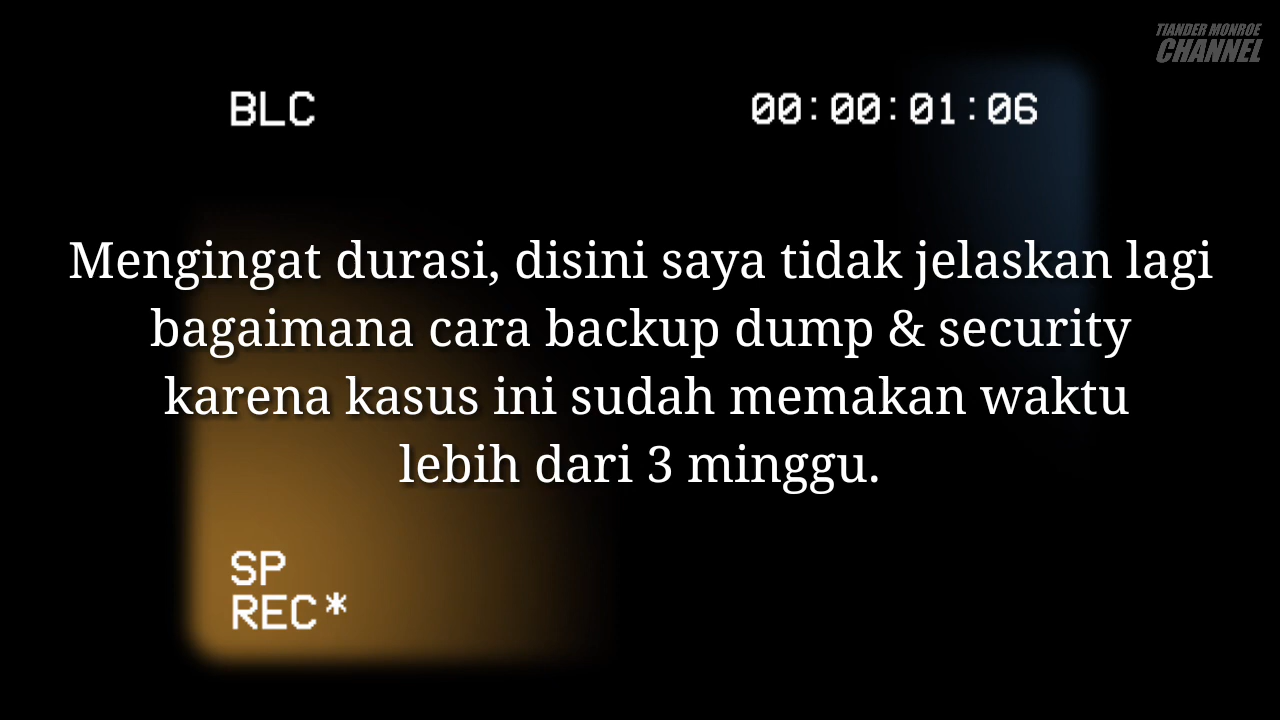 TIANDER MONROE
CHANNEL
BLC
00:00:01:06
Mengingat durasi, disini saya tidak jelaskan lagi
bagaimana cara backup dump & security
karena kasus ini sudah memakan waktu
lebih dari 3 minggu.
SP
REC*